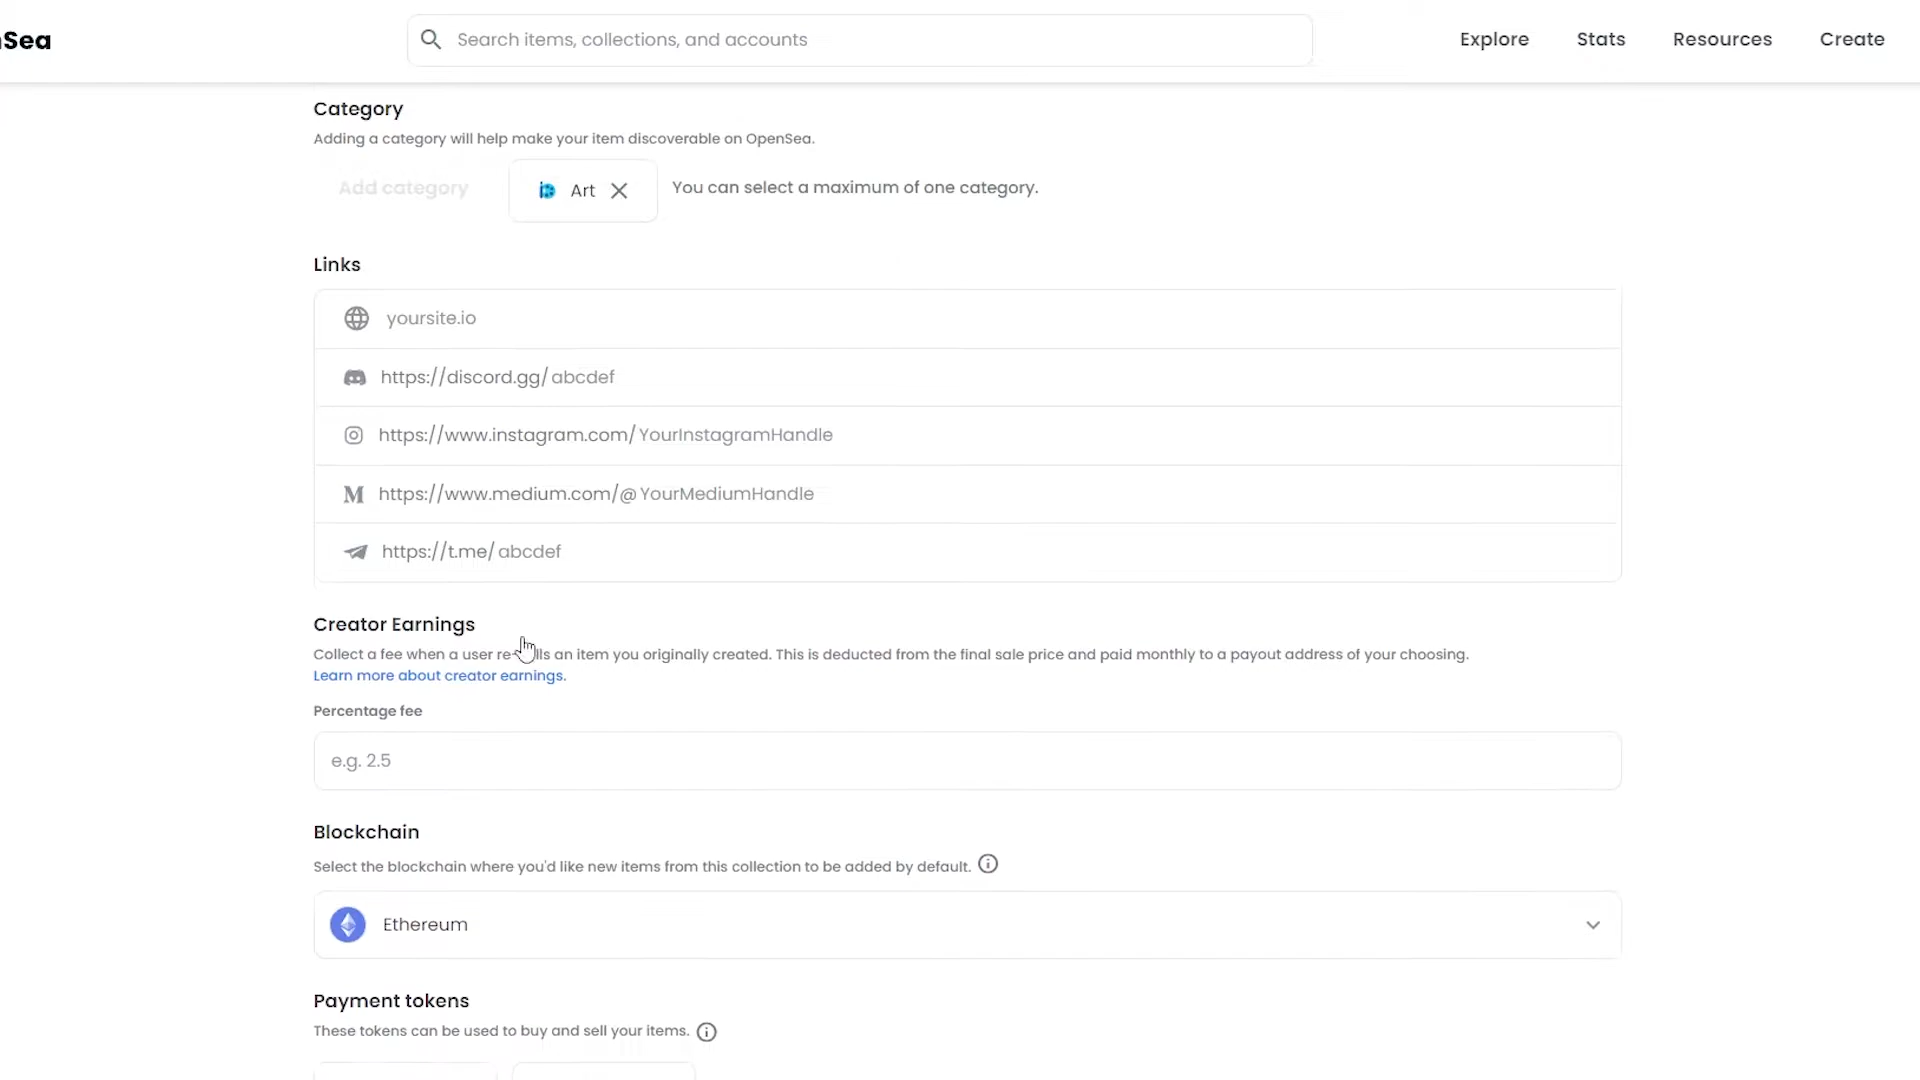 nSea
Search items, collections, and accounts
Explore
Stats
Resources
Create
Category
Adding a category will help make your item discoverable on OpenSea.
Add category
Art
You can select a maximum of one category.
Links
yoursite.io
https://discord.gg/abcdef
https://www.instagram.com/YourInstagramHandle
https://www.medium.com/@YourMediumHandle
https://t.me/abcdef
Creator Earnings
Collect a fee when a user re-lls an item you originally created. This is deducted from the final sale price and paid monthly to a payout address of your choosing.
Learn more about creator earnings.
Percentage fee
e.g. 2.5
Blockchain
Select the blockchain where you'd like new items from this collection to be added by default.
Ethereum
Payment tokens
These tokens can be used to buy and sell your items.